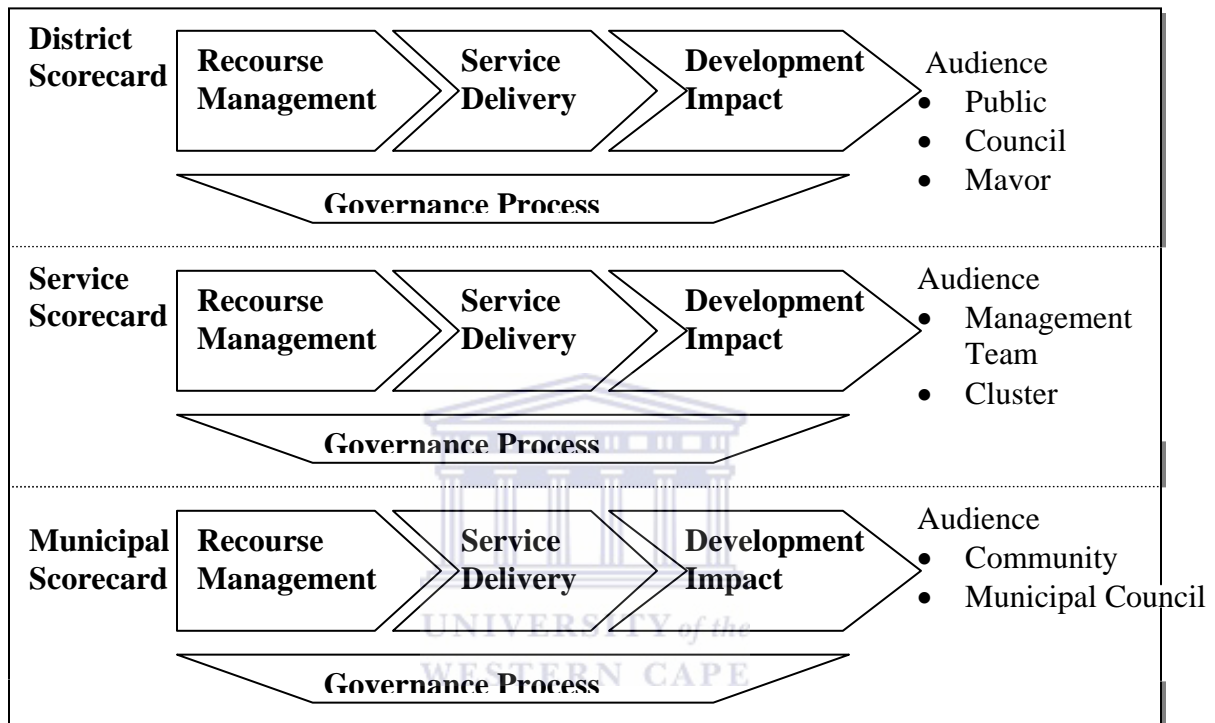 District
Scorecard
Recourse
Management
Service
Delivery
Development
Impact
Governance Process
Audience
• Public
• Council
• Mayor
Service
Scorecard
Recourse
Management
Service
Delivery
Development
Impact
Governance Process
Audience
• Management
Team
• Cluster
Municipal
Scorecard
Recourse
Management
Service
Delivery
Development
Impact
Governance Process
Audience
• Community
• Municipal Council
UNIVERSITY of the
WESTERN CAPE